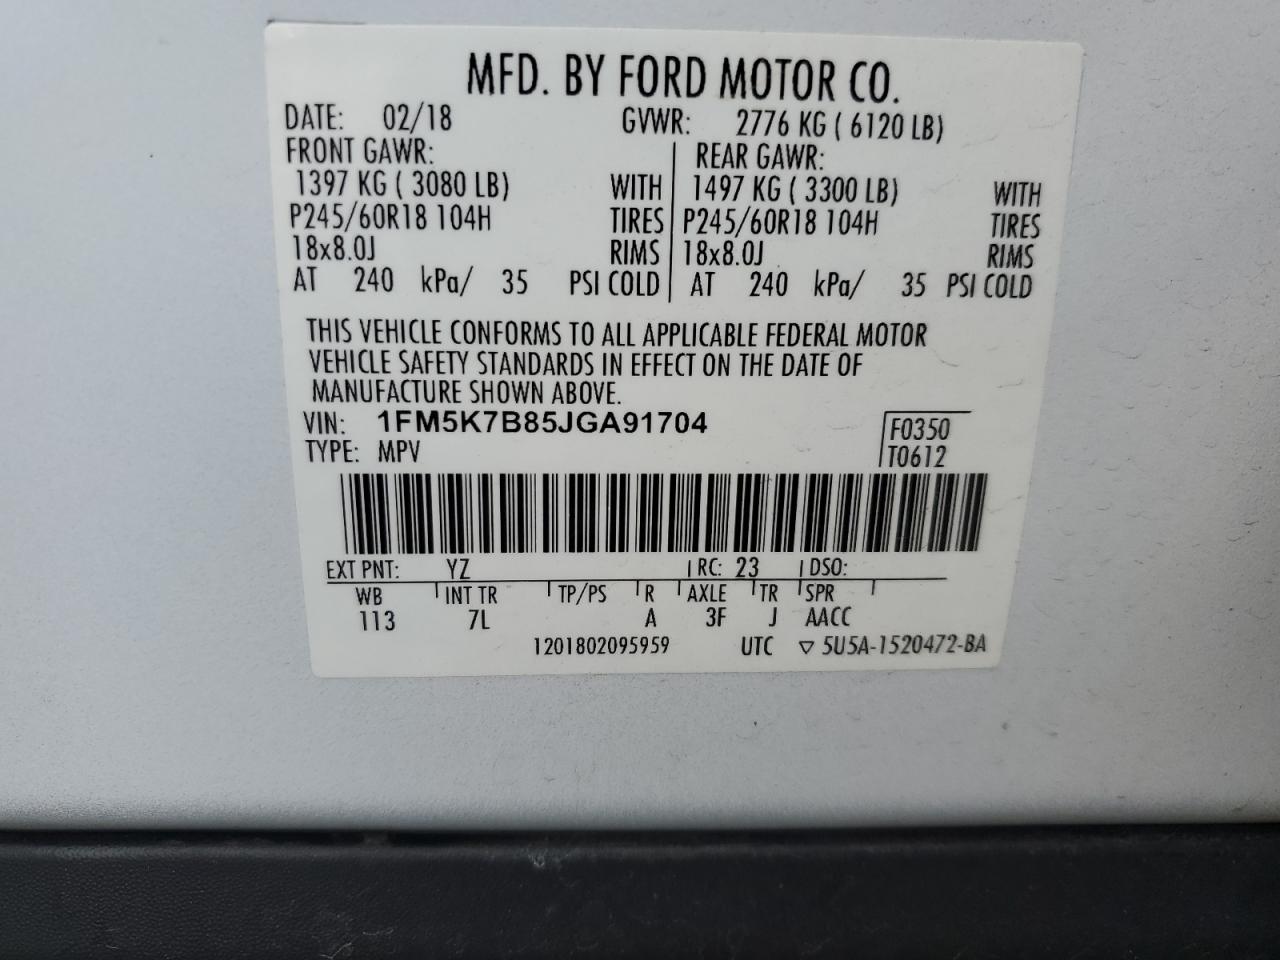 MFD. BY FORD MOTOR CO.
DATE: 02/18 GVWR: 2776 KG ( 6120 LB)
FRONT GAWR: REAR GAWR:
1397 KG ( 3080 LB) WITH 1497 KG ( 3300 LB) WITH
P245/60R18 104H TIRES P245/60R18 104H TIRES
18x8.0J RIMS 18x8.0J RIMS
AT 240 kPa/ 35 PSI COLD AT 240 kPa/ 35 PSI COLD
THIS VEHICLE CONFORMS TO ALL APPLICABLE FEDERAL MOTOR
VEHICLE SAFETY STANDARDS IN EFFECT ON THE DATE OF
MANUFACTURE SHOWN ABOVE.
VIN: 1FM5K7B85JGA91704 F0350
TYPE: MPV T0612
EXT PNT: YZ RC: 23 DSO:
WB INT TR TP/PS R AXLE TR SPR
113 7L A 3F J AACC
1201802095959 UTC ▽ 5U5A-1520472-BA